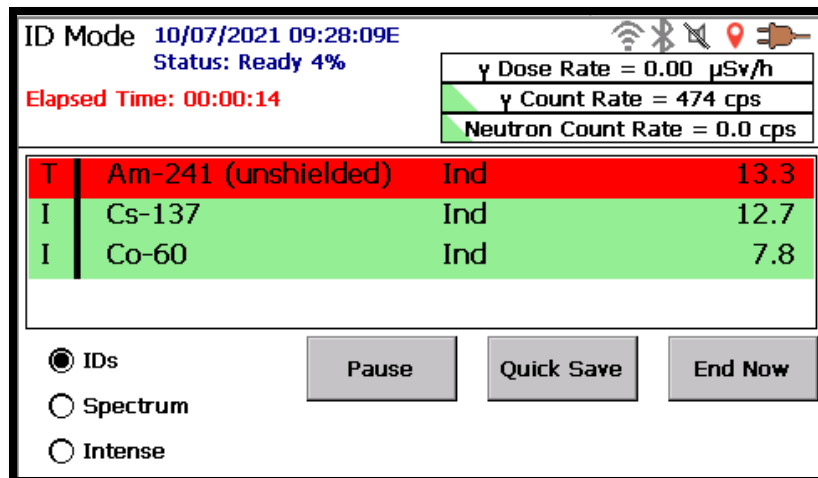 ID Mode 10/07/2021 09:28:09E
Status: Ready 4%
Elapsed Time: 00:00:14
γ Dose Rate = 0.00 µSv/h
γ Count Rate = 474 cps
Neutron Count Rate = 0.0 cps
T Am-241 (unshielded) Ind 13.3
I Cs-137 Ind 12.7
I Co-60 Ind 7.8
IDs
Spectrum
Intense
Pause
Quick Save
End Now